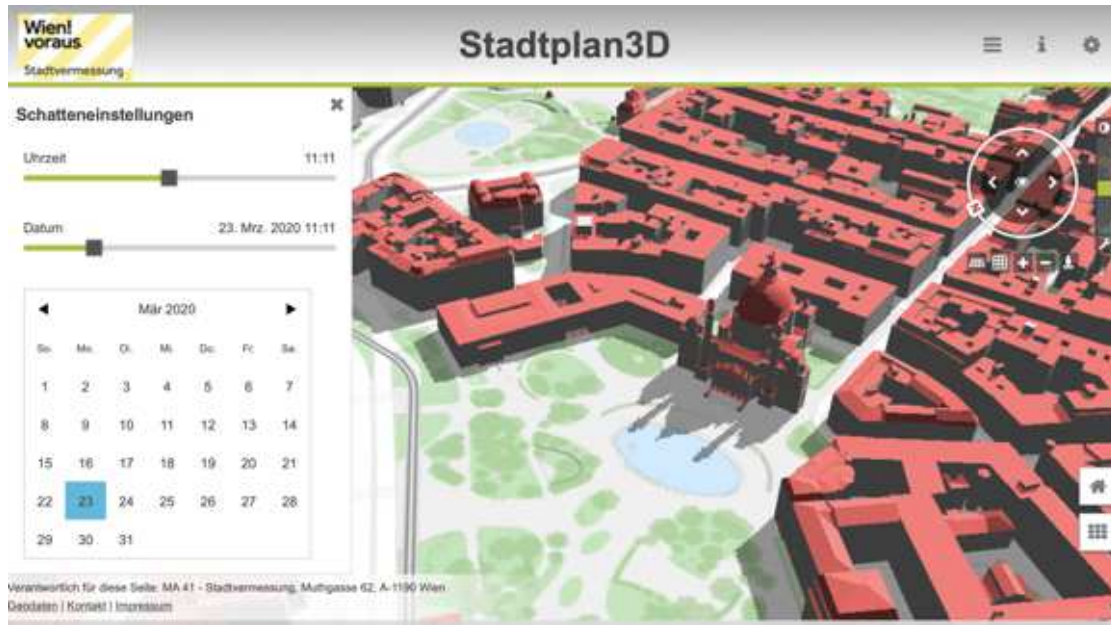 Wien!
voraus
Stadtvermessung
Stadtplan3D
Schatteneinstellungen
Uhrzeit 11:11
Datum 23. Mrz. 2020 11:11
Mär 2020
So. Mo. Di. Mi. Do. Fr. Sa.
1 2 3 4 5 6 7
8 9 10 11 12 13 14
15 16 17 18 19 20 21
22 23 24 25 26 27 28
29 30 31
Verantwortlich für diese Seite: MA 41 - Stadtvermessung, Muthgasse 62, A-1190 Wien
Geodaten | Kontakt | Impressum